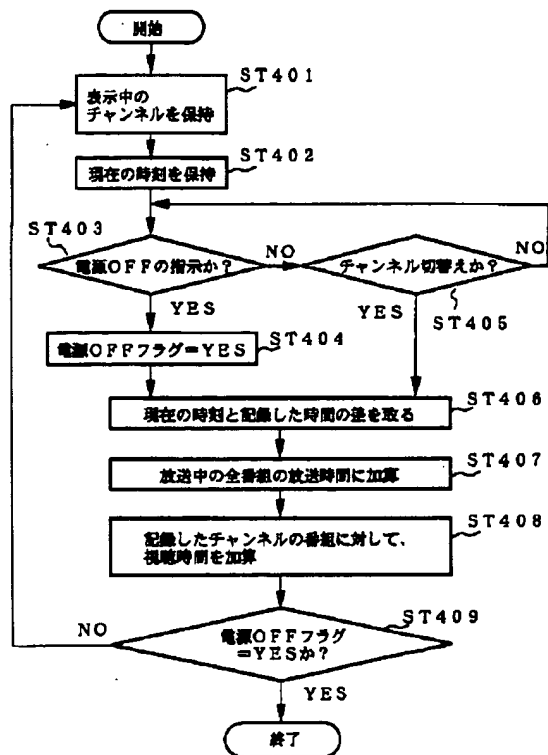 開始
ST401
表示中の
チャンネルを保持
ST402
現在の時刻を保持
ST403
電源OFFの指示か?
NO
チャンネル切替えか?
NO
YES
YES
ST405
ST404
電源OFFフラグ=YES
ST406
現在の時刻と記録した時間の差を取る
ST407
放送中の全番組の放送時間に加算
ST408
記録したチャンネルの番組に対して、
視聴時間を加算
ST409
NO
電源OFFフラグ
=YESか?
YES
終了